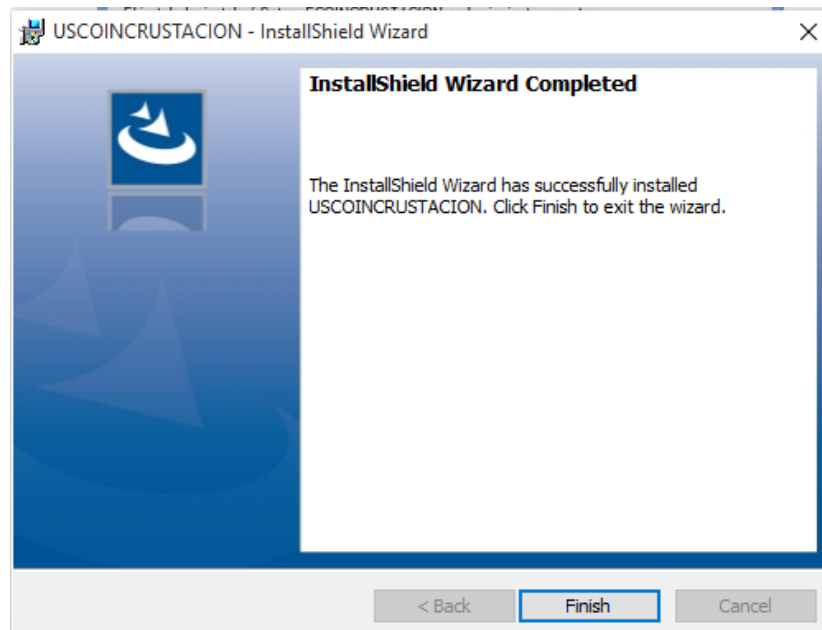 USCOINCRUSTACION - InstallShield Wizard
InstallShield Wizard Completed
The InstallShield Wizard has successfully installed
USCOINCRUSTACION. Click Finish to exit the wizard.
< Back
Finish
Cancel